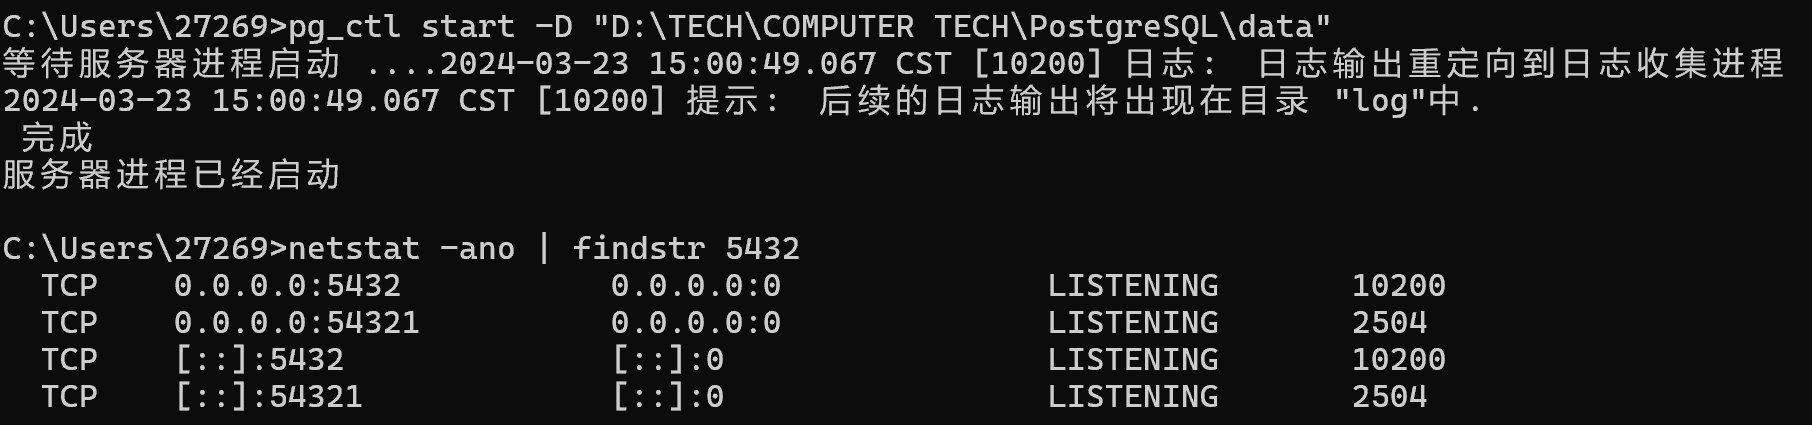 C:\Users\27269>pg_ctl start -D "D:\TECH\COMPUTER TECH\PostgreSQL\data"
等待服务器进程启动 ....2024-03-23 15:00:49.067 CST [10200] 日志:  日志输出重定向到日志收集进程
2024-03-23 15:00:49.067 CST [10200] 提示:  后续的日志输出将出现在目录 "log"中.
 完成
服务器进程已经启动
C:\Users\27269>netstat -ano | findstr 5432
  TCP    0.0.0.0:5432           0.0.0.0:0              LISTENING       10200
  TCP    0.0.0.0:54321          0.0.0.0:0              LISTENING       2504
  TCP    [::]:5432              [::]:0                 LISTENING       10200
  TCP    [::]:54321             [::]:0                 LISTENING       2504